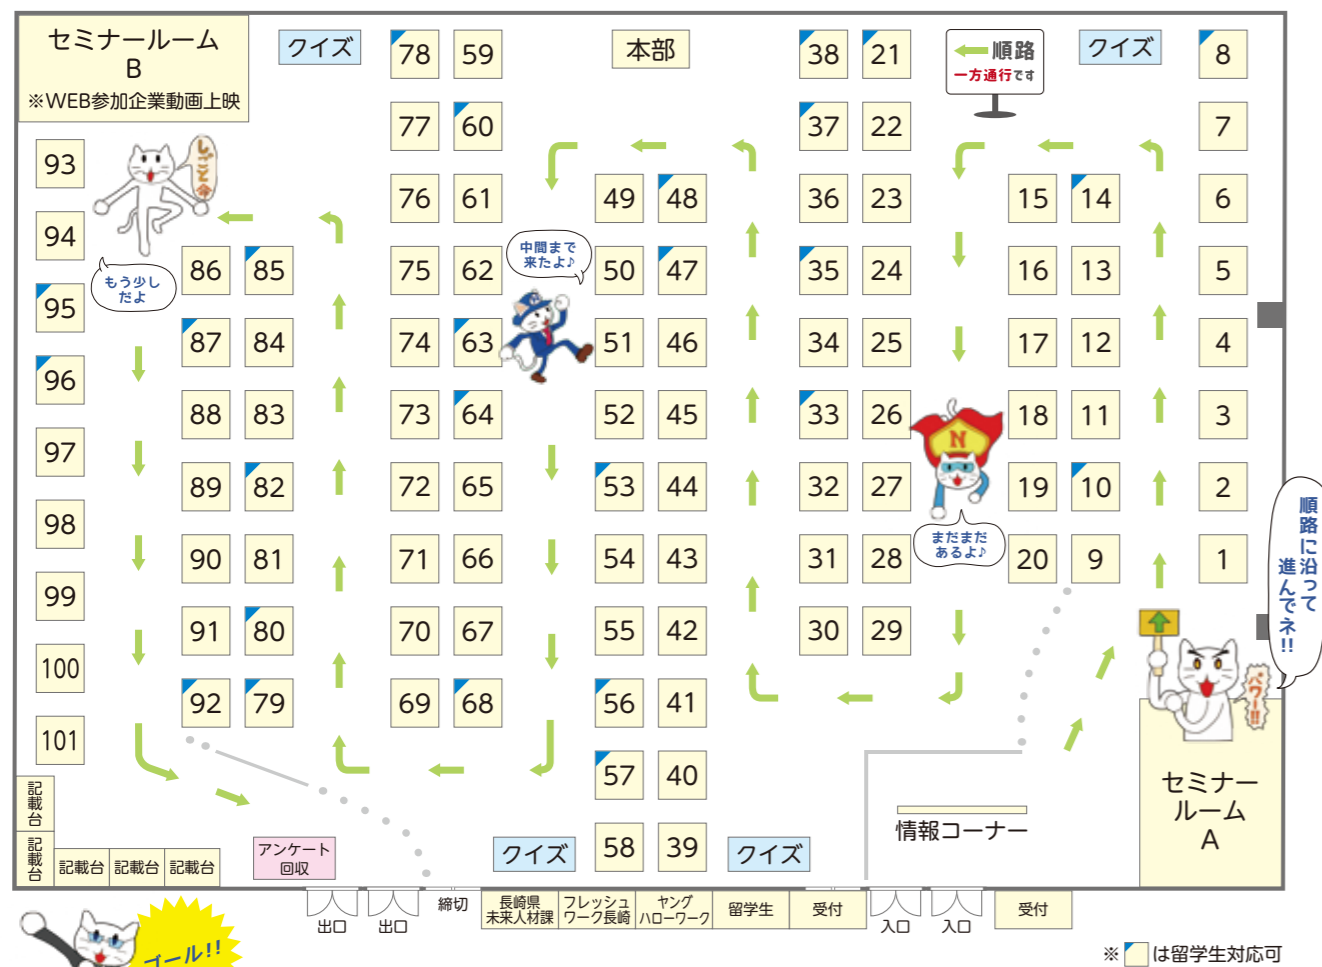 セミナールーム
B
※WEB参加企業動画上映
クイズ
78 59
本部
38 21
順路
一方通行です
クイズ
8
77 60
37 22
7
93
しごと命
76 61
49 48
36 23
15 14
6
94
86 85
75 62
中間まで
来たよ♪
50 47
35 24
16 13
5
もう少し
だよ
95
87 84
74 63
51 46
34 25
17 12
4
96
88 83
73 64
52 45
33 26
18 11
3
97
N
89 82
72 65
53 44
32 27
19 10
2
98
まだまだ
あるよ♪
90 81
71 66
54 43
31 28
20 9
1
順路に沿って
進んでネ!!
99
91 80
70 67
55 42
30 29
100
92 79
69 68
56 41
パワー!!
101
57 40
セミナー
ルーム
A
記載台
情報コーナー
記載台
記載台 記載台 記載台
アンケート
回収
クイズ
58 39
クイズ
出口 出口
締切
長崎県
未来人材課
フレッシュ
ワーク長崎
ヤング
ハローワーク
留学生
受付
入口 入口
受付
ゴール!!
※は留学生対応可